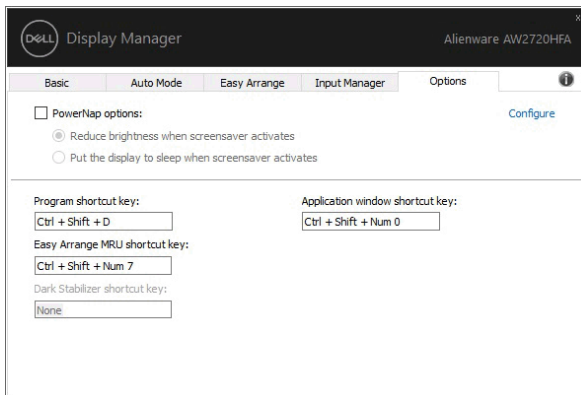 DELL Display Manager
Alienware AW2720HFA
x
Basic
Auto Mode
Easy Arrange
Input Manager
Options
i
PowerNap options:
Configure
Reduce brightness when screensaver activates
Put the display to sleep when screensaver activates
Program shortcut key:
Application window shortcut key:
Ctrl + Shift + D
Ctrl + Shift + Num 0
Easy Arrange MRU shortcut key:
Ctrl + Shift + Num 7
Dark Stabilizer shortcut key:
None